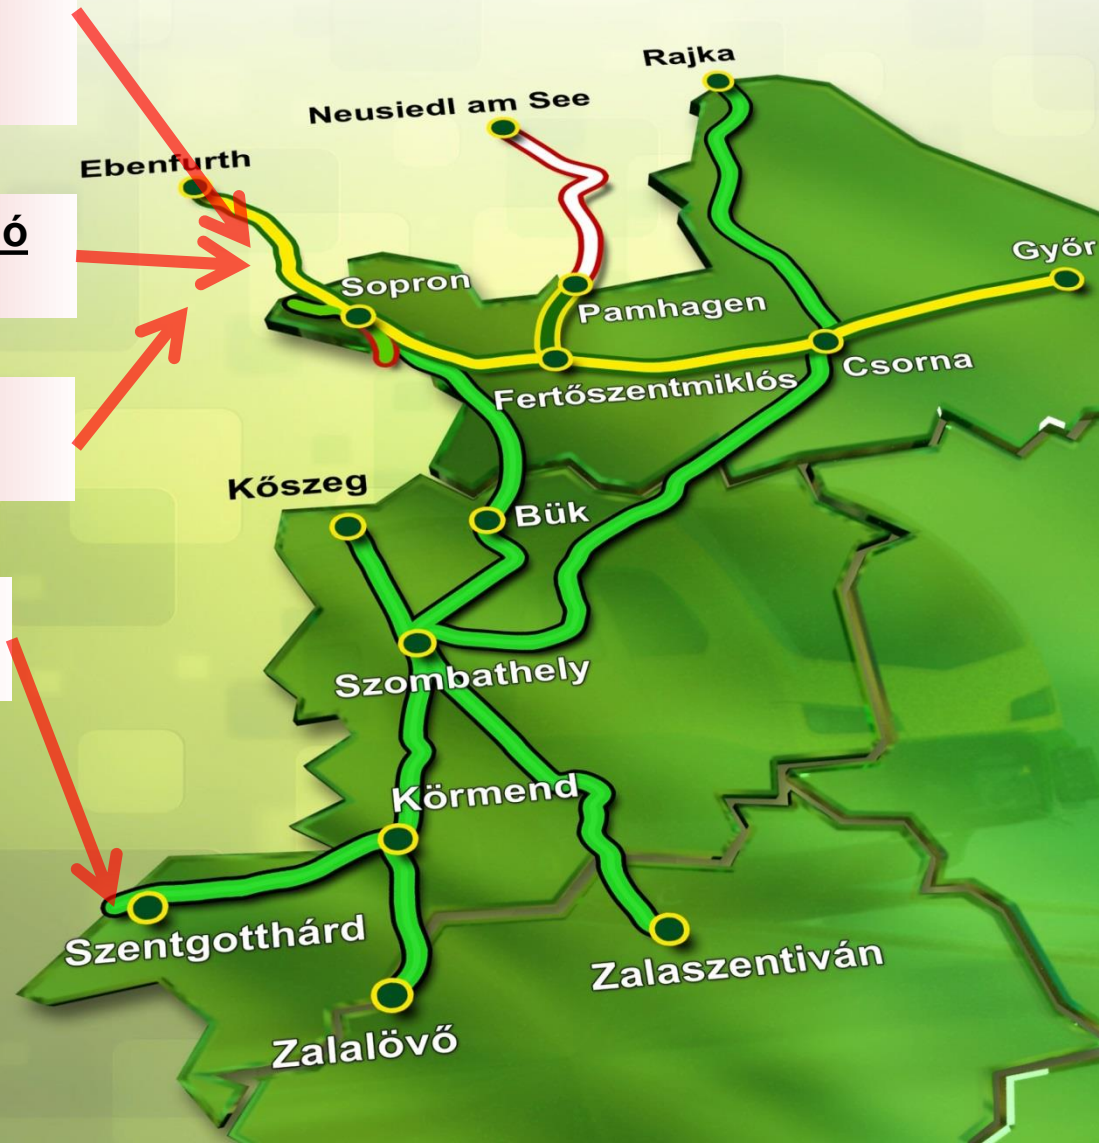 Rajka
Neusiedl am See
Ebenfurth
ó
Győr
Sopron
Pamhagen
Csorna
Fertőszentmiklós
Kőszeg
Bük
Szombathely
Körmend
Szentgotthárd
Zalaszentiván
Zalalövő